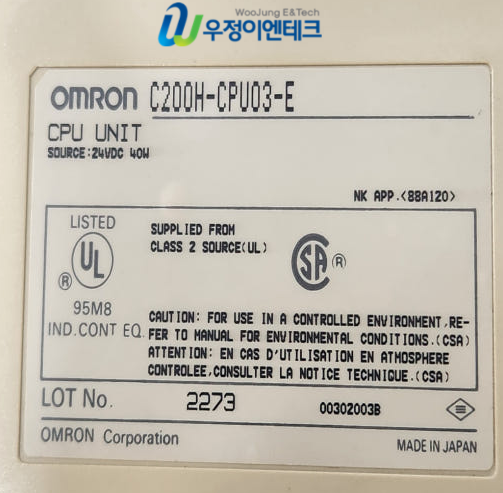 WooJung E&Tech
우정이엔테크
OMRON C200H-CPU03-E
CPU UNIT
SOURCE:24VDC 40W
NK APP.<88A120>
LISTED
UL
®
95M8
IND.CONT EQ.
SUPPLIED FROM
CLASS 2 SOURCE(UL)
SA ®
CAUTION: FOR USE IN A CONTROLLED ENVIRONMENT,RE-
FER TO MANUAL FOR ENVIRONMENTAL CONDITIONS.(CSA)
ATTENTION: EN CAS D'UTILISATION EN ATMOSPHERE
CONTROLEE,CONSULTER LA NOTICE TECHNIQUE.(CSA)
LOT No. 2273 00302003B
OMRON Corporation MADE IN JAPAN